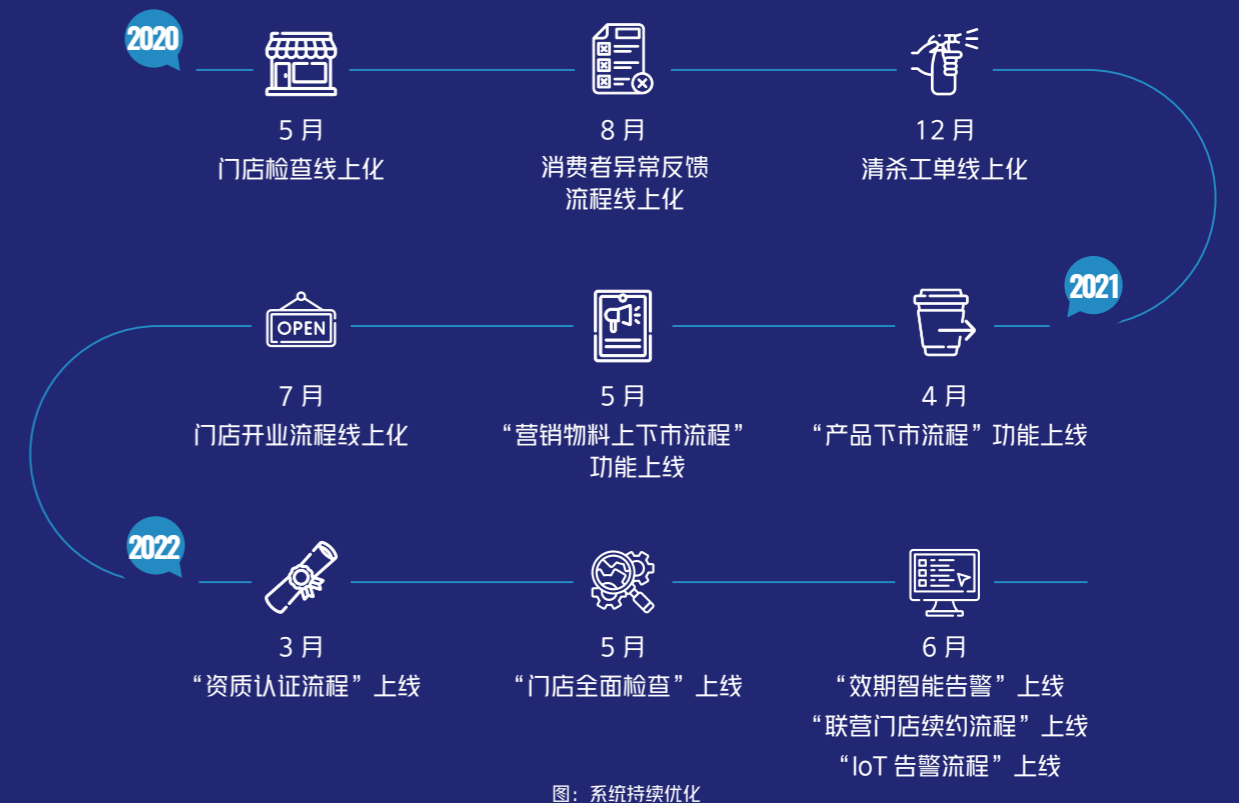 2020
5 月
门店检查线上化
8 月
消费者异常反馈
流程线上化
12 月
清杀工单线上化
2021
4 月
“产品下市流程”功能上线
5 月
“营销物料上下市流程”
功能上线
OPEN
7 月
门店开业流程线上化
2022
3 月
“资质认证流程”上线
5 月
“门店全面检查”上线
6 月
“效期智能告警”上线
“联营门店续约流程”上线
“IoT 告警流程”上线
图：系统持续优化